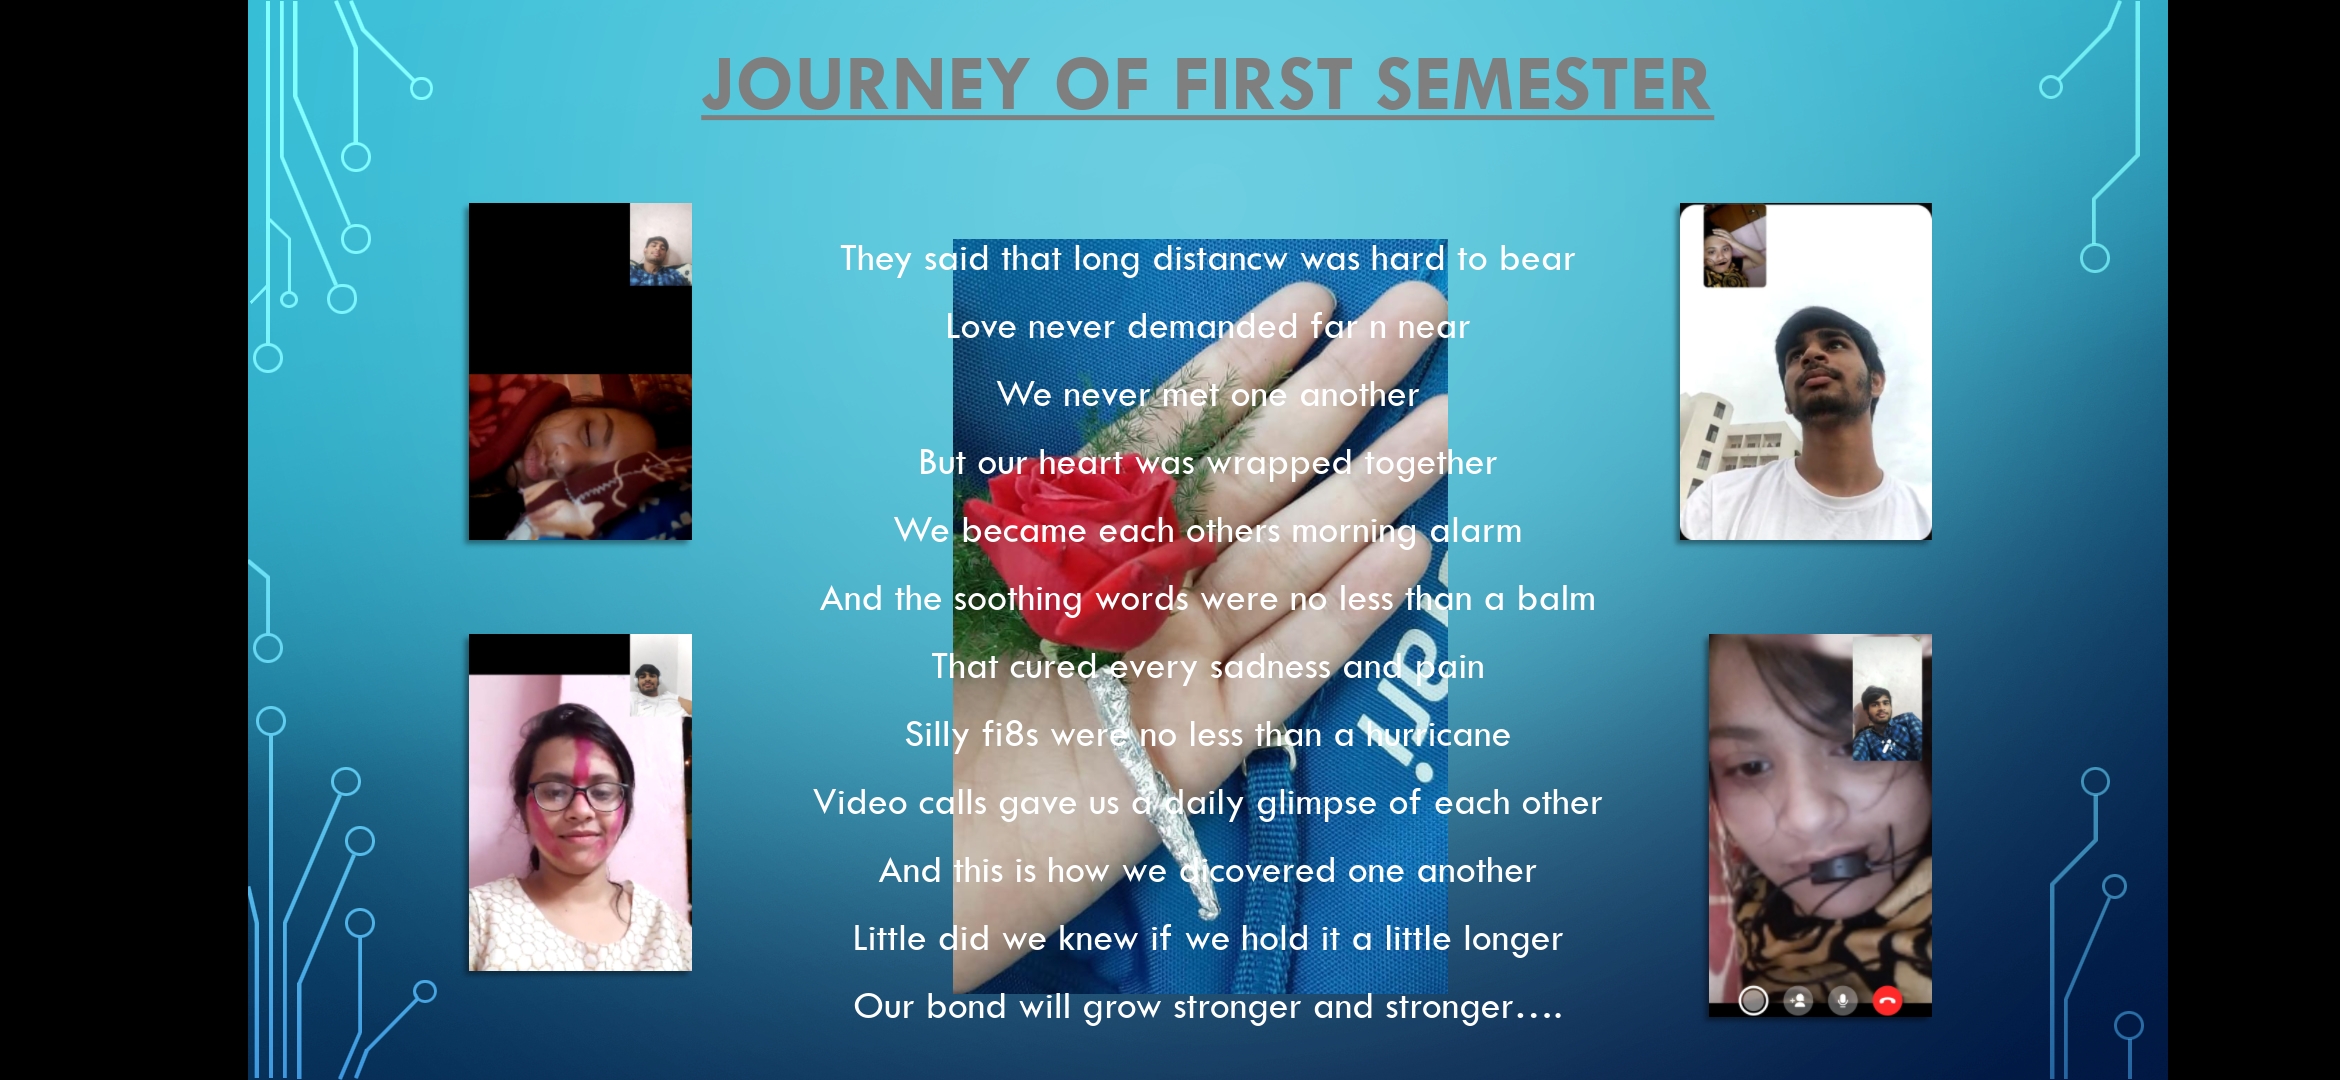 JOURNEY OF FIRST SEMESTER
They said that long distancw was hard to bear
Love never demanded far n near
We never met one another
But our heart was wrapped together
We became each others morning alarm
And the soothing words were no less than a balm
That cured every sadness and pain
Silly fi8s were no less than a hurricane
Video calls gave us a daily glimpse of each other
And this is how we dicovered one another
Little did we knew if we hold it a little longer
Our bond will grow stronger and stronger....